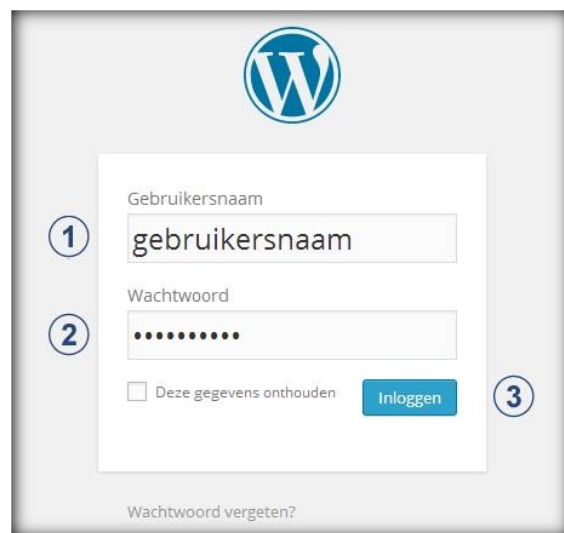 Gebruikersnaam
1
gebruikersnaam
Wachtwoord
2
••••••••••
Deze gegevens onthouden
Inloggen
3
Wachtwoord vergeten?